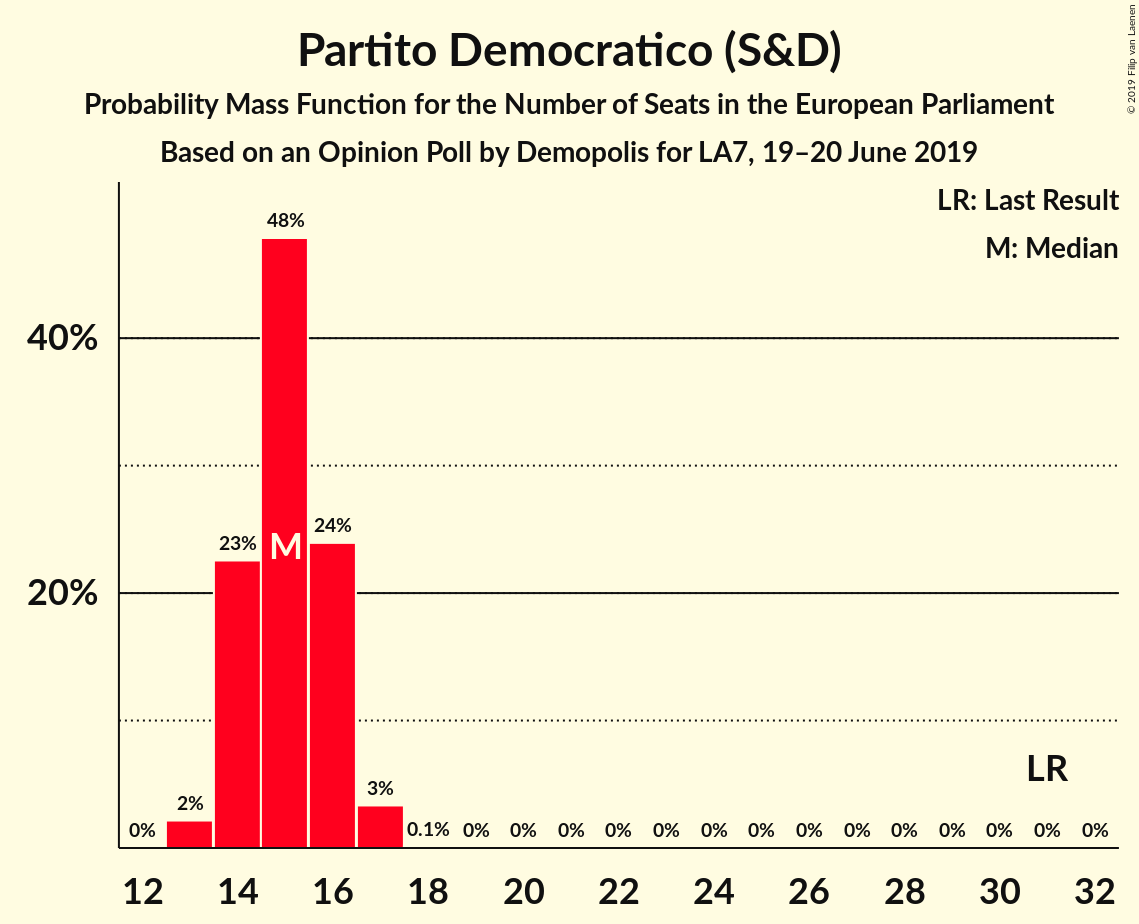 Partito Democratico (S&D)
Probability Mass Function for the Number of Seats in the European Parliament
Based on an Opinion Poll by Demopolis for LA7, 19–20 June 2019
© 2019 Filip van Laenen
LR: Last Result
M: Median
48%
40%
24%
23%
M
20%
LR
3%
2%
0% 0.1% 0% 0% 0% 0% 0% 0% 0% 0% 0% 0% 0% 0% 0% 0%
12 14 16 18 20 22 24 26 28 30 32